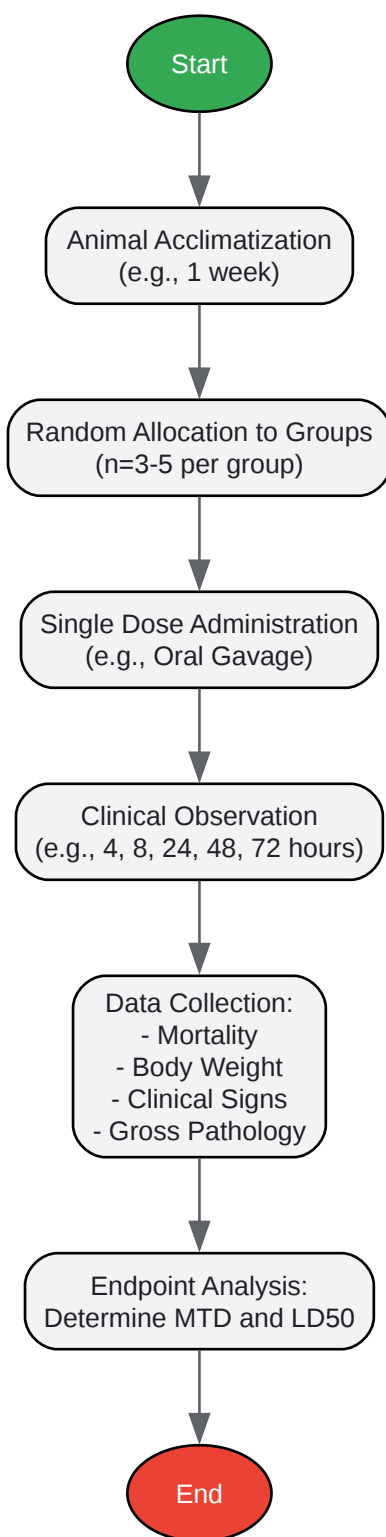 Start
Animal Acclimatization
(e.g., 1 week)
Random Allocation to Groups
(n=3-5 per group)
Single Dose Administration
(e.g., Oral Gavage)
Clinical Observation
(e.g., 4, 8, 24, 48, 72 hours)
Data Collection:
- Mortality
- Body Weight
- Clinical Signs
- Gross Pathology
Endpoint Analysis:
Determine MTD and LD50
End